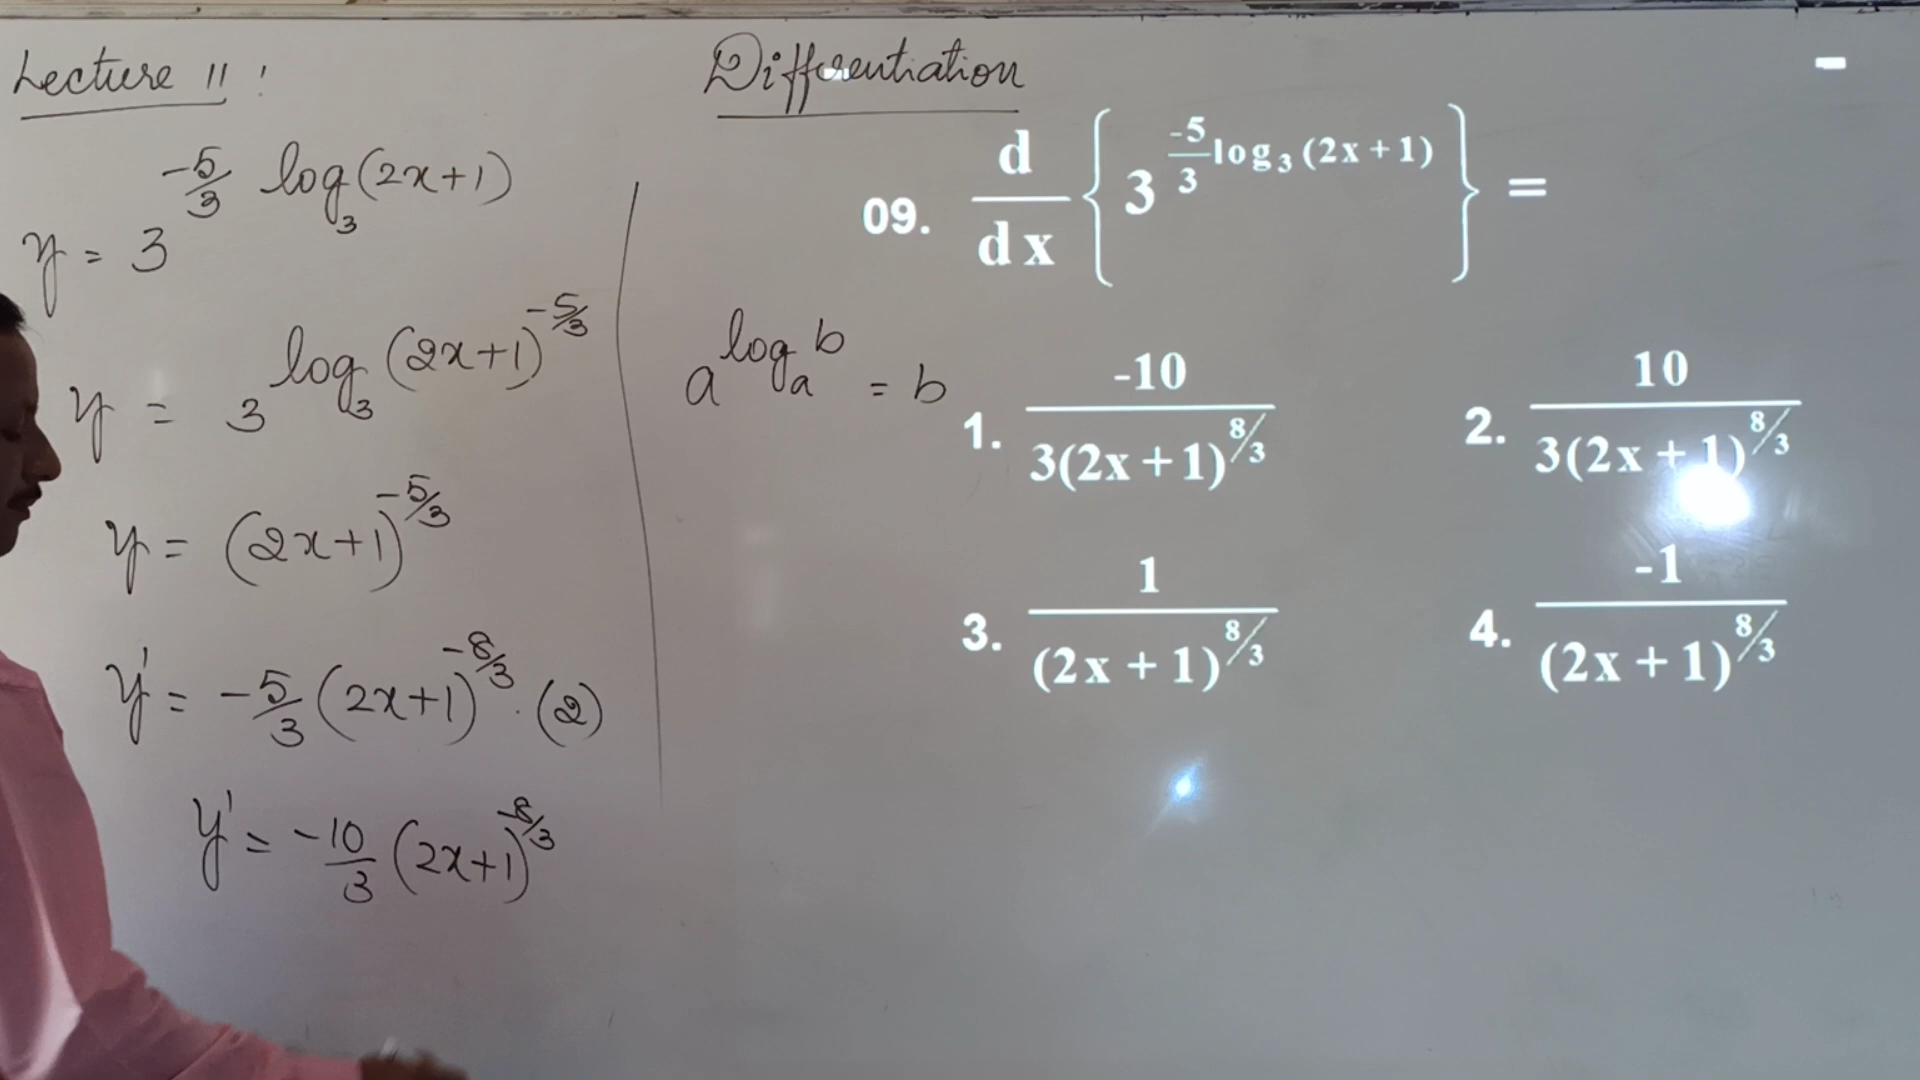 Lecture 11 !
Differentiation
y = 3^{-5/3 log_3(2x+1)}
y = 3^{log_3(2x+1)^{-5/3}}
y = (2x+1)^{-5/3}
y' = -5/3 (2x+1)^{-8/3} . (2)
y' = -10/3 (2x+1)^{-8/3}
a^{log_a b} = b
09. d/dx { 3^{-5/3 log_3(2x+1)} } =
1. -10/3(2x+1)^{8/3}
2. 10/3(2x+1)^{8/3}
3. 1/(2x+1)^{8/3}
4. -1/(2x+1)^{8/3}